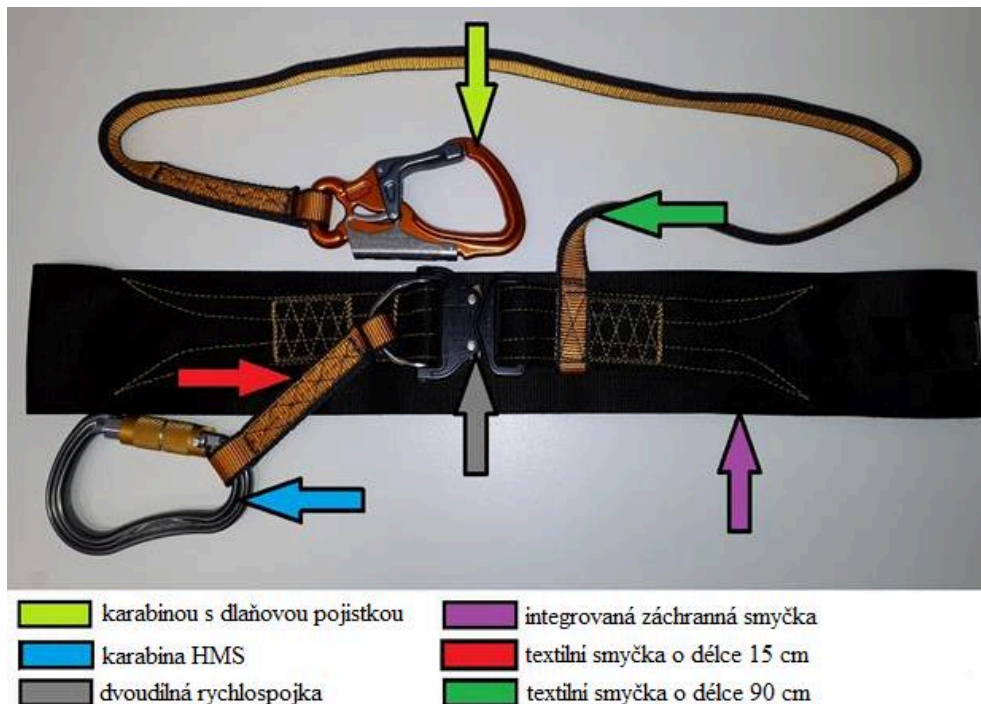 karabinou s dlaňovou pojistkou
karabina HMS
dvoudilná rychlospojka
integrovaná záchranná smyčka
textilní smyčka o délce 15 cm
textilní smyčka o délce 90 cm